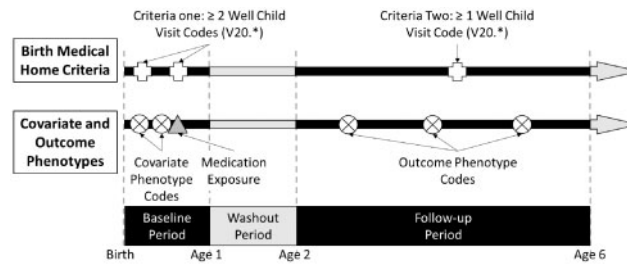 Criteria one: ≥ 2 Well Child
Visit Codes (V20.*)
Criteria Two: ≥ 1 Well Child
Visit Code (V20.*)
Birth Medical
Home Criteria
Covariate and
Outcome
Phenotypes
Covariate
Phenotype
Codes
Medication
Exposure
Outcome Phenotype
Codes
Baseline
Period
Washout
Period
Follow-up
Period
Birth
Age 1
Age 2
Age 6